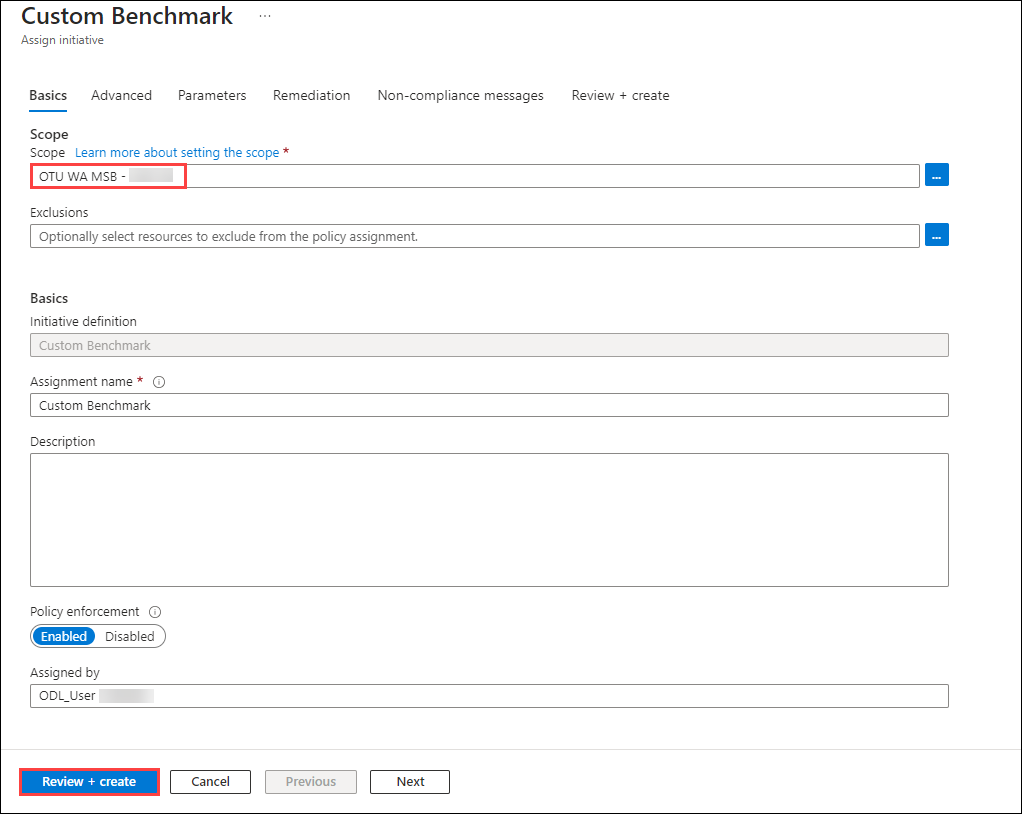 Custom Benchmark ...
Assign initiative
Basics Advanced Parameters Remediation Non-compliance messages Review + create
Scope
Scope Learn more about setting the scope *
OTU WA MSB - ...
Exclusions
Optionally select resources to exclude from the policy assignment. ...
Basics
Initiative definition
Custom Benchmark
Assignment name *
Custom Benchmark
Description
Policy enforcement
Enabled Disabled
Assigned by
ODL_User
Review + create Cancel Previous Next